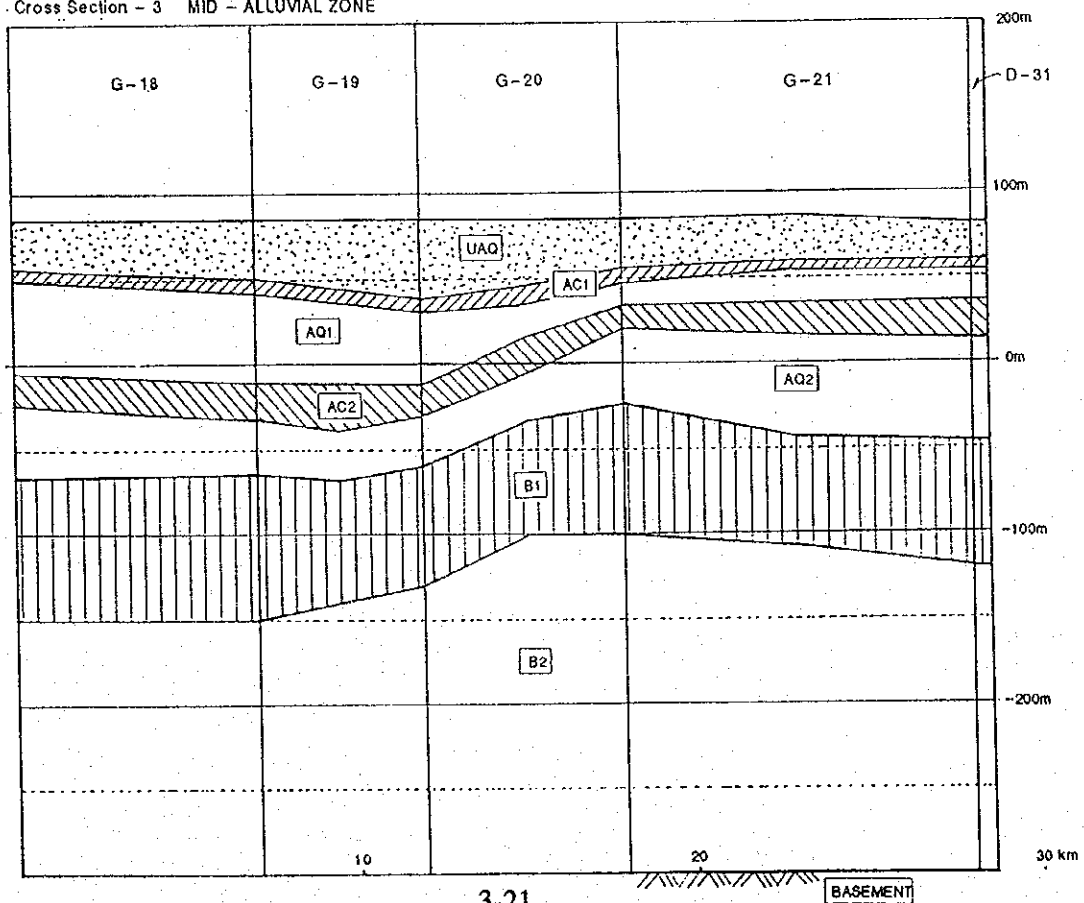 Cross Section - 3 MID - ALLUVIAL ZONE
200m
G-18 G-19 G-20 G-21 D-31
100m
UAQ
AC1
AQ1
0m
AQ2
AC2
B1
-100m
B2
-200m
10 20 30 km
3-21 BASEMENT